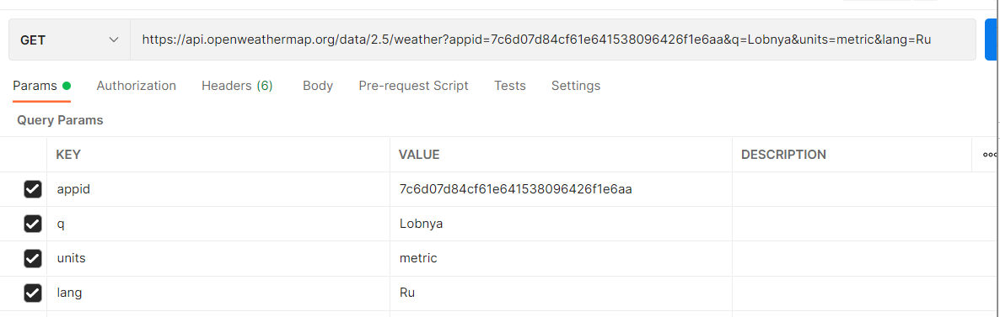 GET https://api.openweathermap.org/data/2.5/weather?appid=7c6d07d84cf61e641538096426f1e6aa&q=Lobnya&units=metric&lang=Ru
Params Authorization Headers (6) Body Pre-request Script Tests Settings
Query Params
KEY VALUE DESCRIPTION
appid 7c6d07d84cf61e641538096426f1e6aa
q Lobnya
units metric
lang Ru